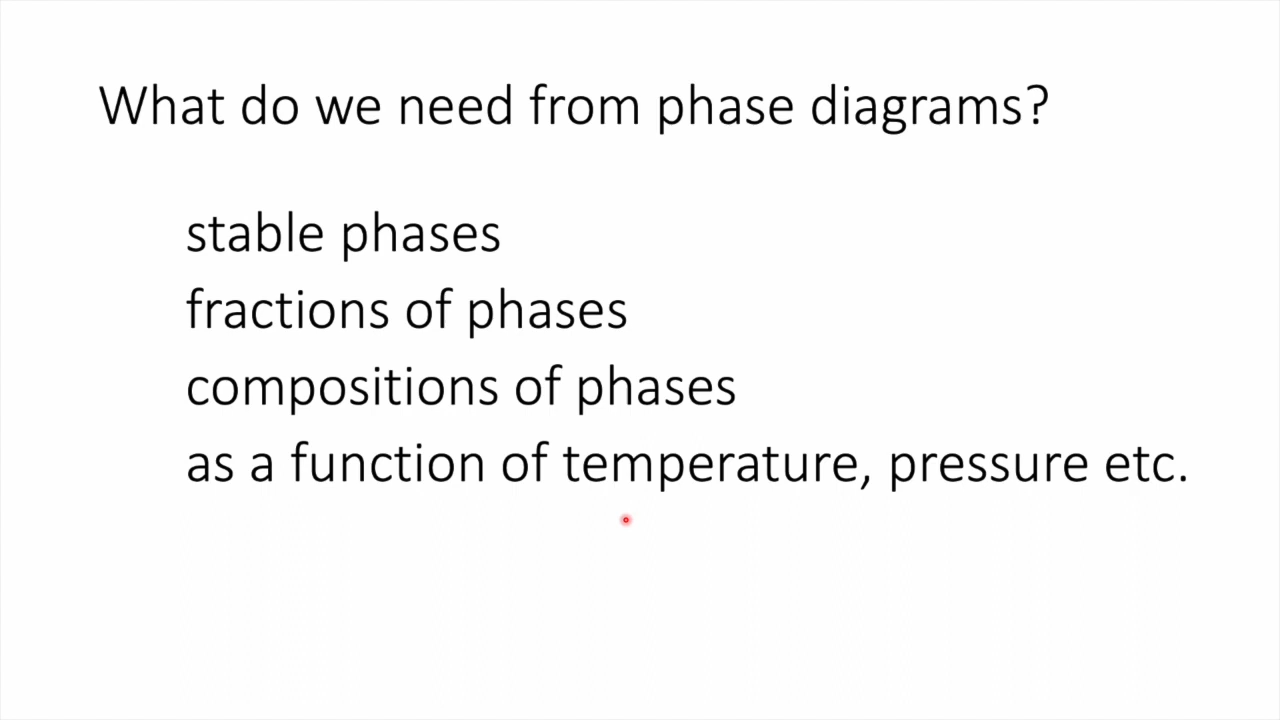 What do we need from phase diagrams?
stable phases
fractions of phases
compositions of phases
as a function of temperature, pressure etc.